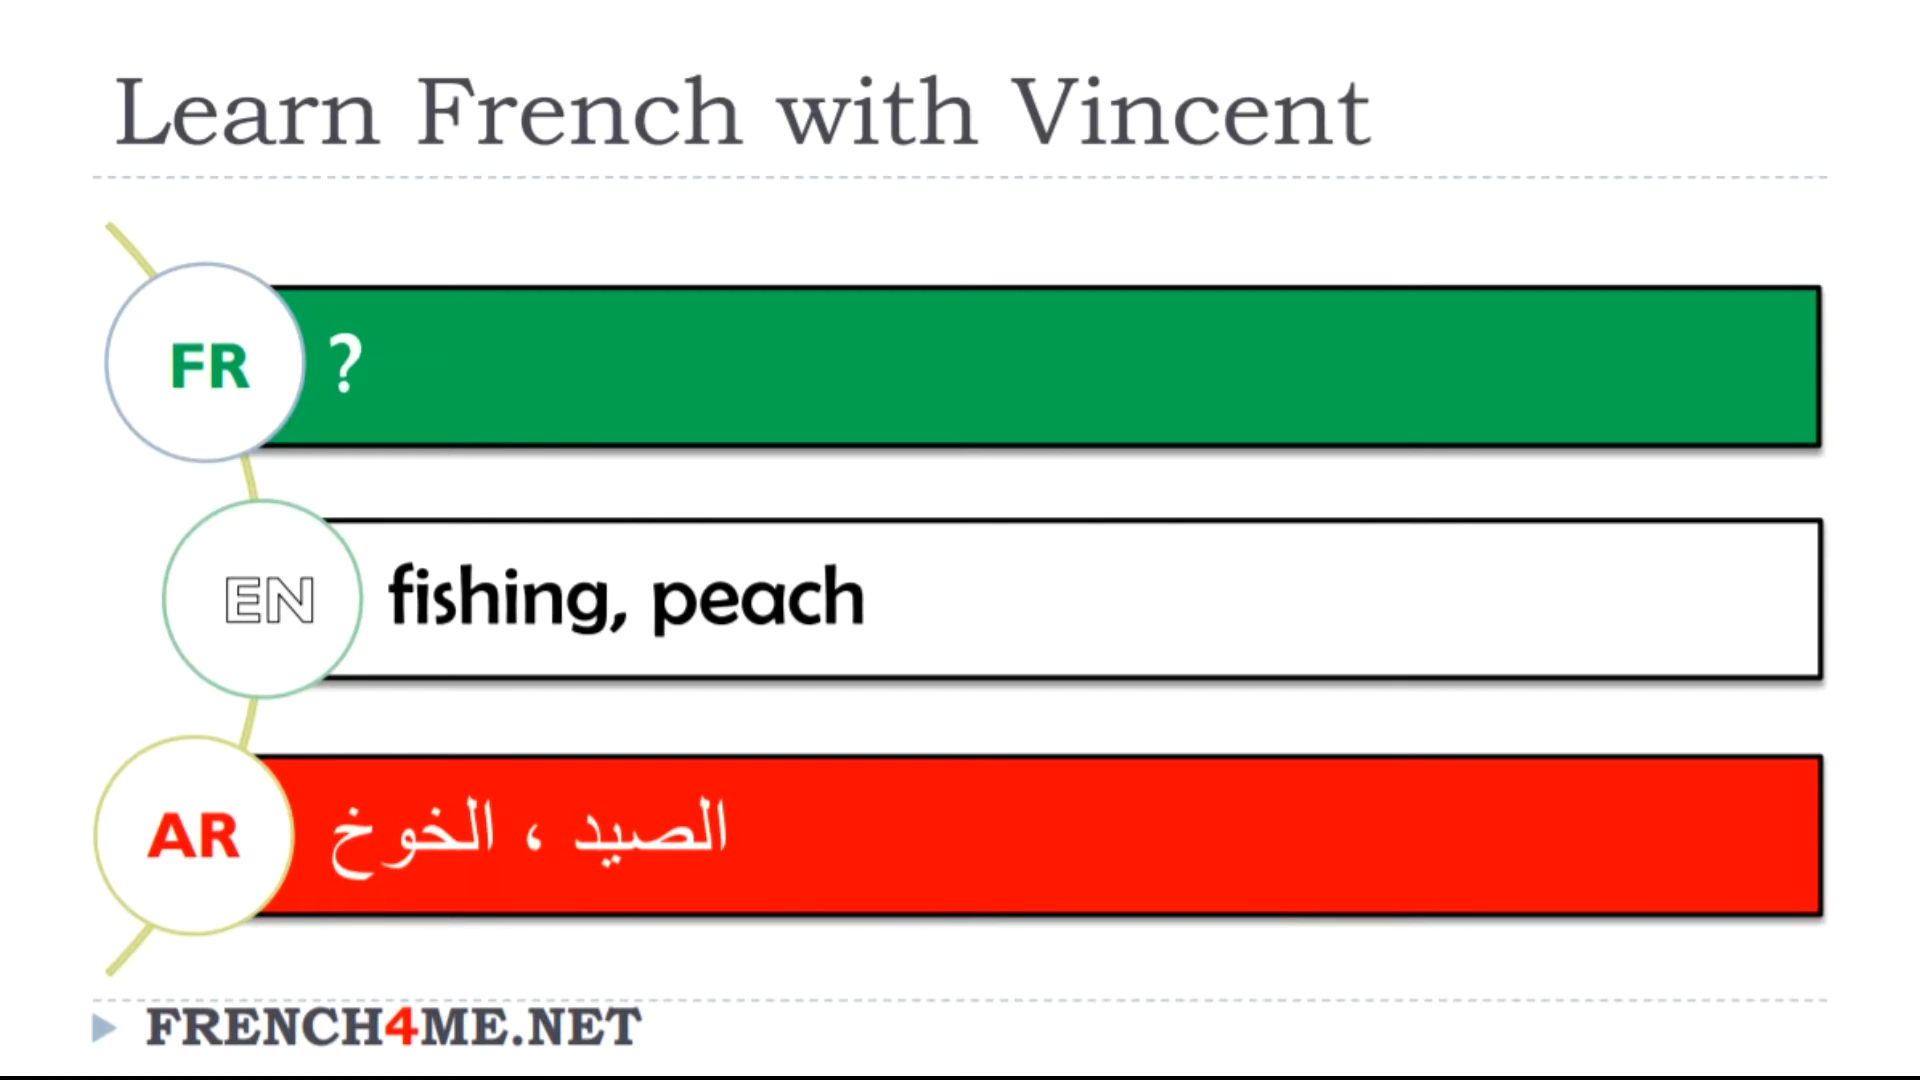 Learn French with Vincent
FR ?
EN fishing, peach
AR الصيد ، الخوخ
FRENCH4ME.NET